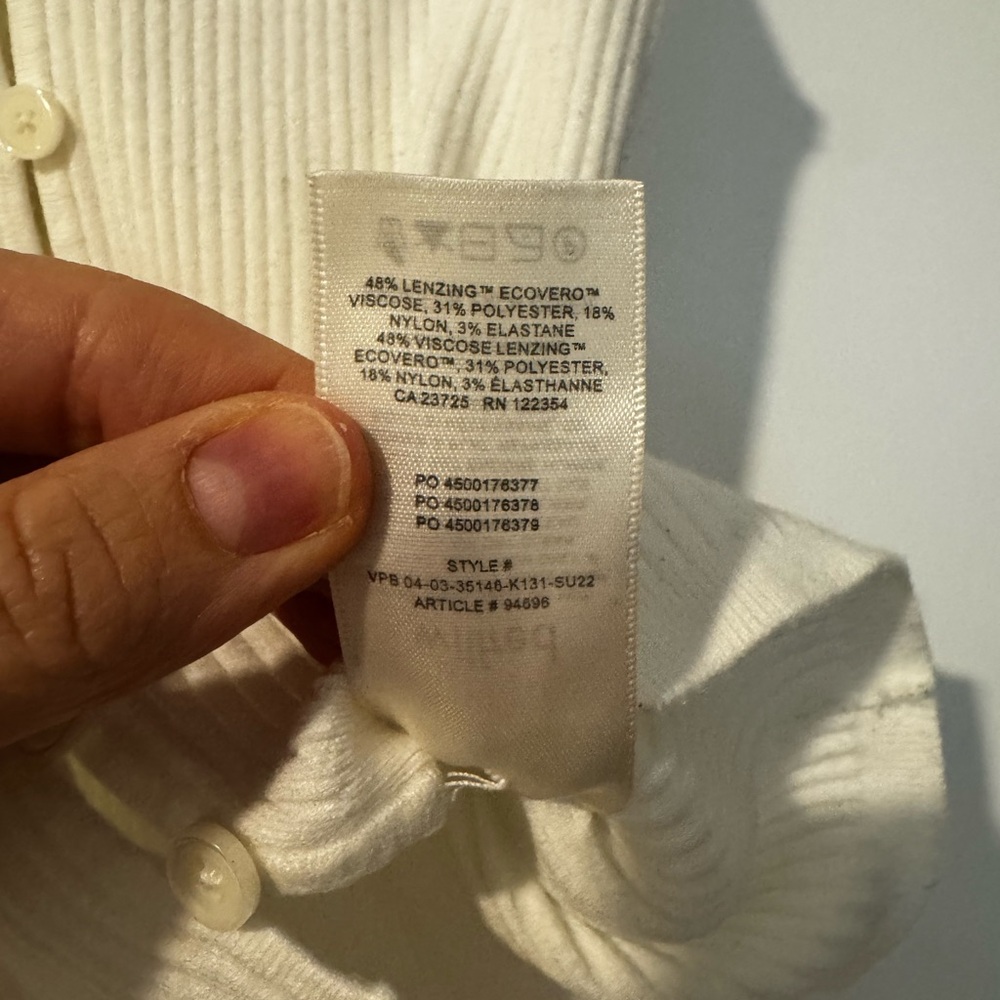 48% LENZING™ ECOVERO™
VISCOSE, 31% POLYESTER, 18%
NYLON, 3% ELASTANE
48% VISCOSE LENZING™
ECOVERO™, 31% POLYESTER,
18% NYLON, 3% ÉLASTHANNE
CA 23725 RN 122354
PO 4500176377
PO 4500176378
PO 4500176379
STYLE #
VPB 04-03-35146-K131-SU22
ARTICLE # 94696